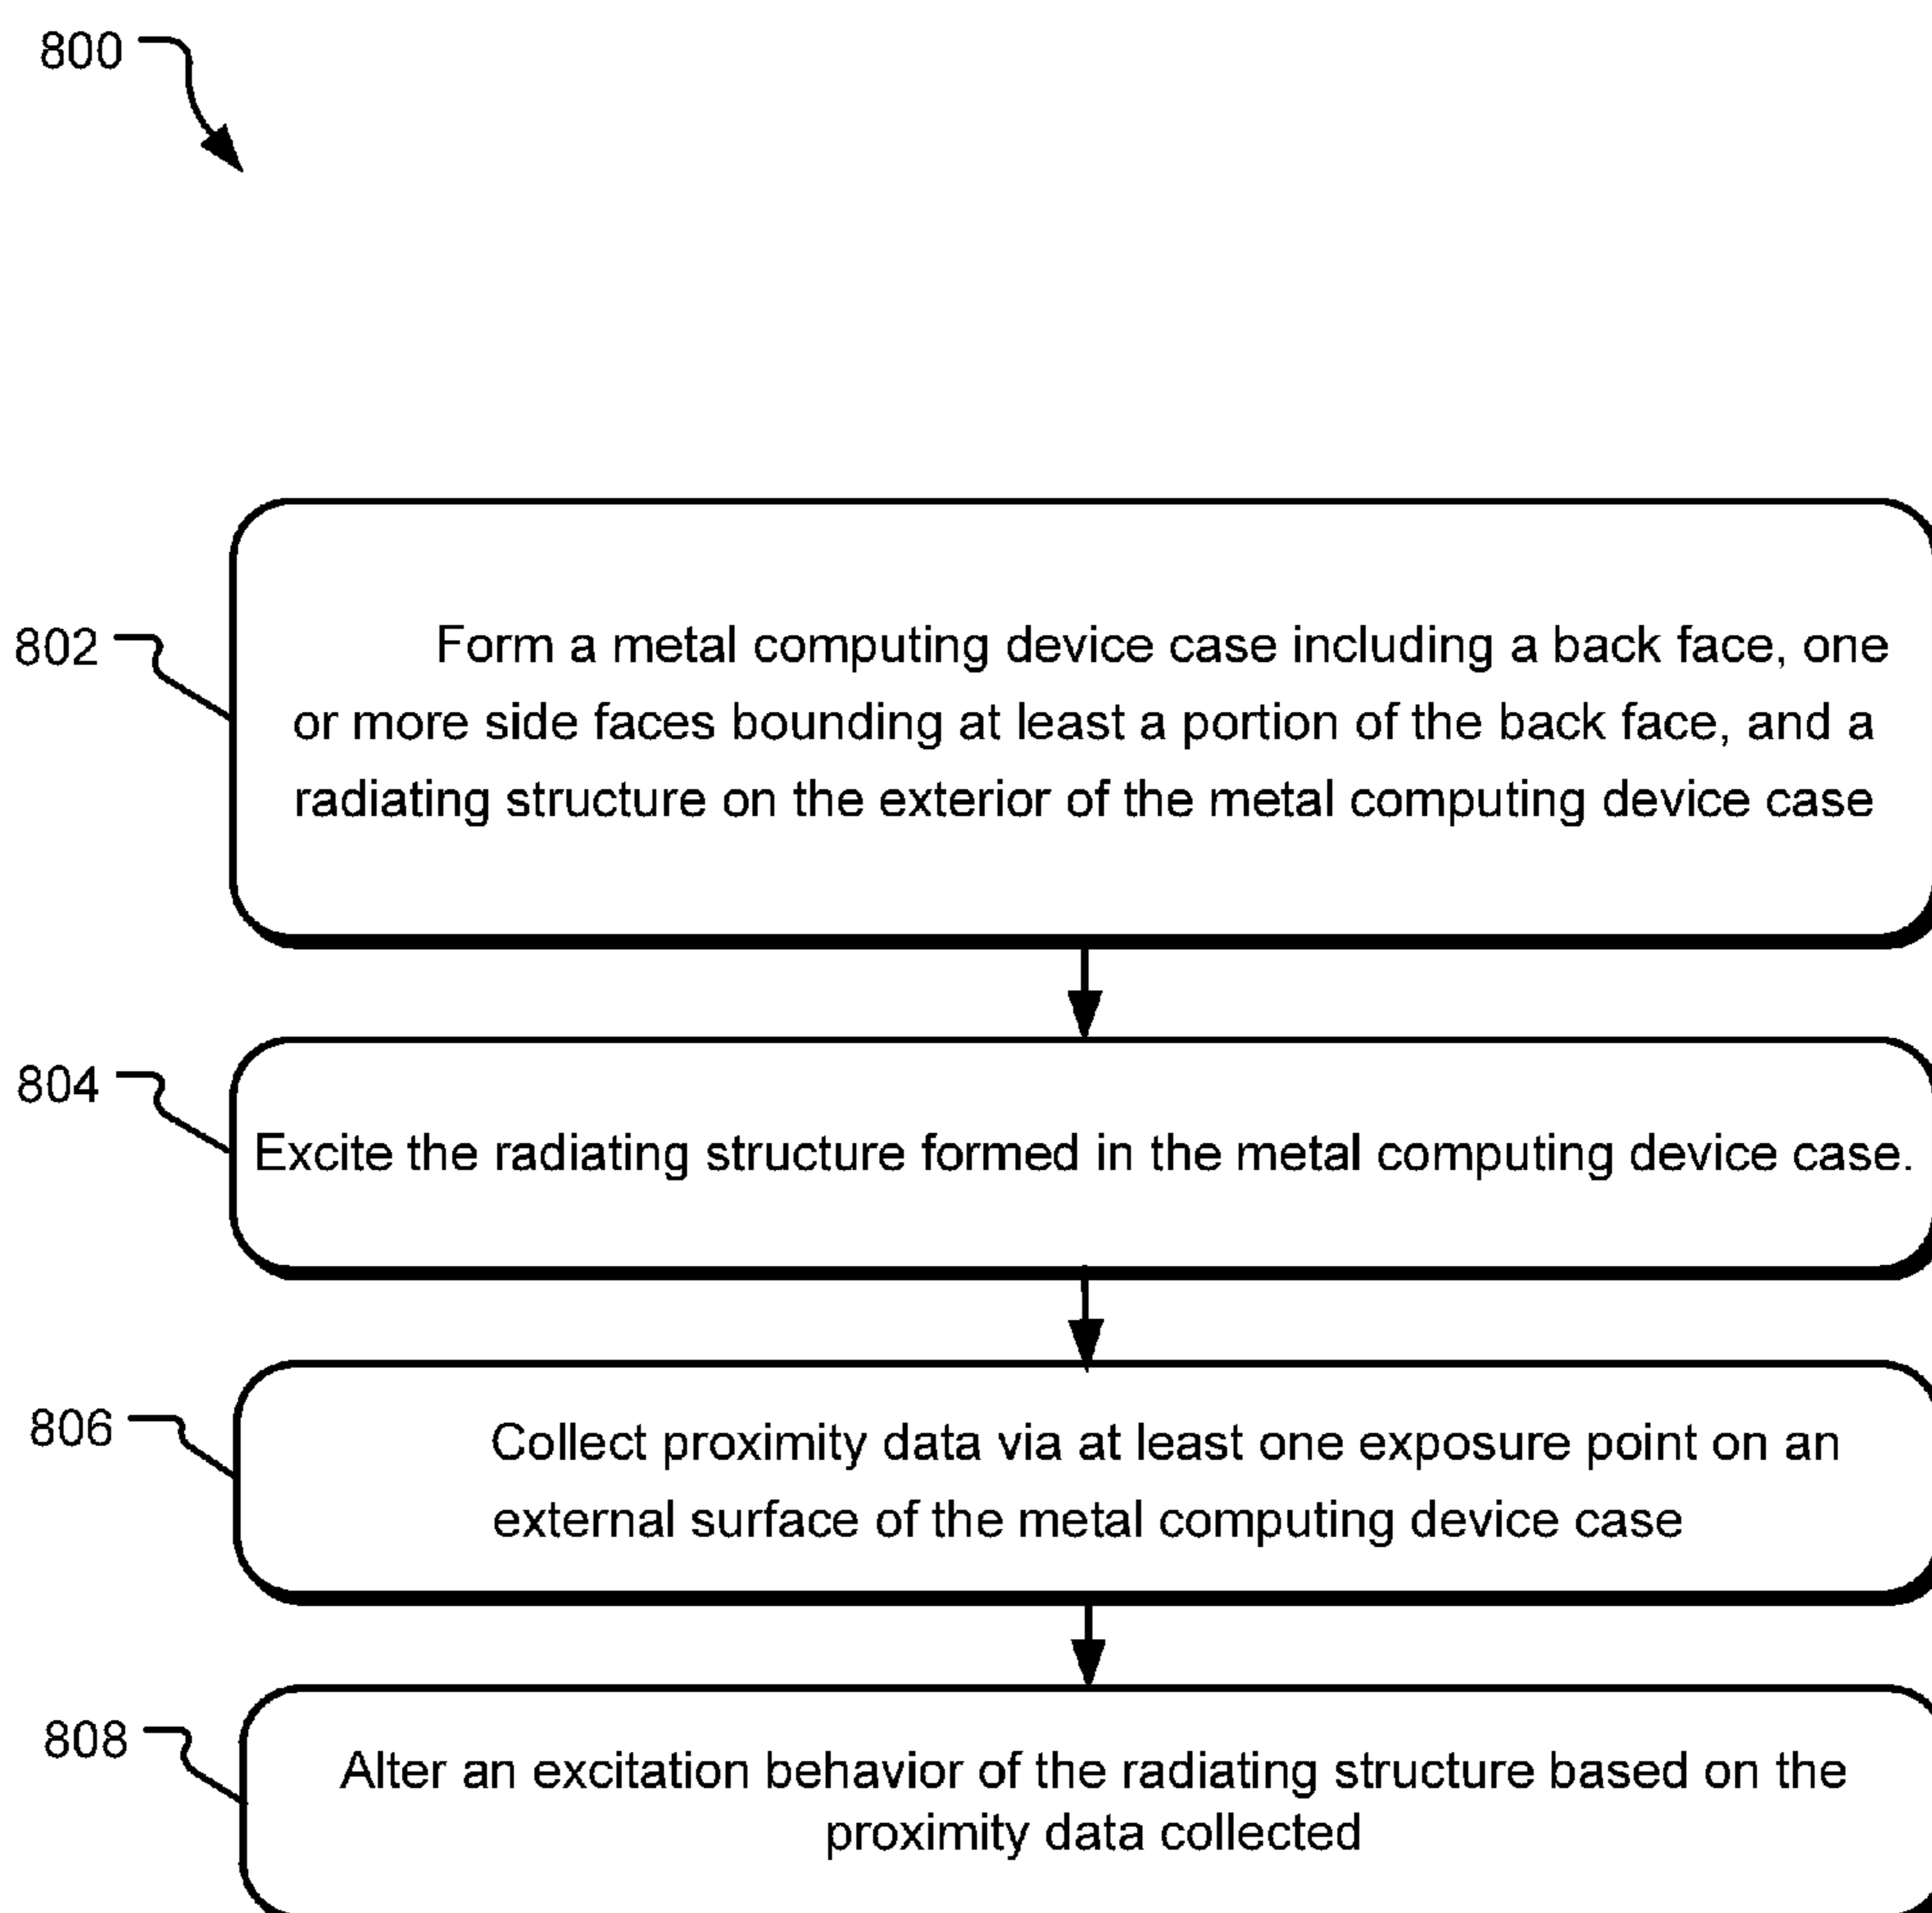 800
802
Form a metal computing device case including a back face, one
or more side faces bounding at least a portion of the back face, and a
radiating structure on the exterior of the metal computing device case
804
Excite the radiating structure formed in the metal computing device case.
806
Collect proximity data via at least one exposure point on an
external surface of the metal computing device case
808
Alter an excitation behavior of the radiating structure based on the
proximity data collected